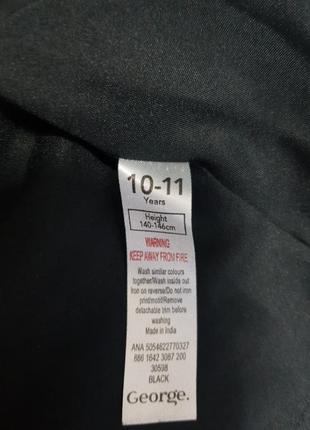 10-11
Years
Height
140-146cm
WARNING
KEEP AWAY FROM FIRE
Wash similar colours
together/Wash inside out
Iron on reverse/Do not iron
print/motif/Remove
detachable trim before
washing
Made in India
ANA 5054622770327
686 1642 3087 200
30598
BLACK
George.